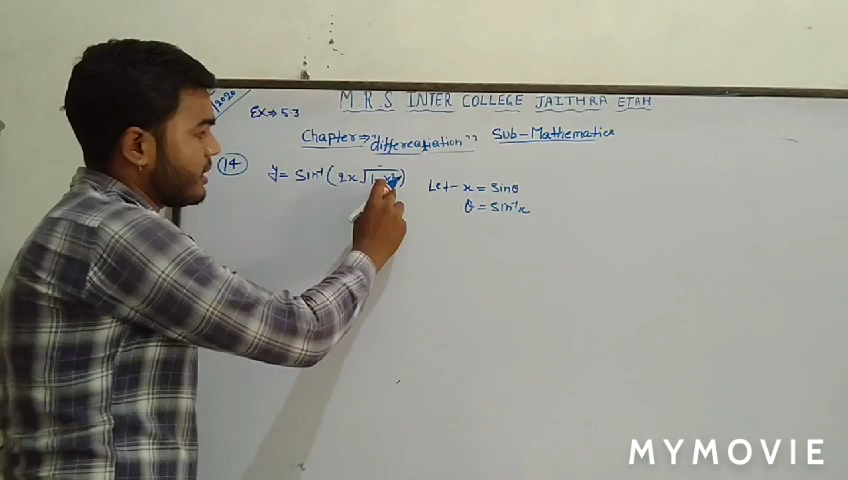 2020
EX⇒ 5.3
M R.S INTER COLLEGE JAITHRA ETAH
Chapter⇒ "differentiation" Sub-Mathematics
14
y = Sin⁻¹ (2x√1-x²)
Let- x = Sinθ
θ = Sin⁻¹x
MYMOVIE